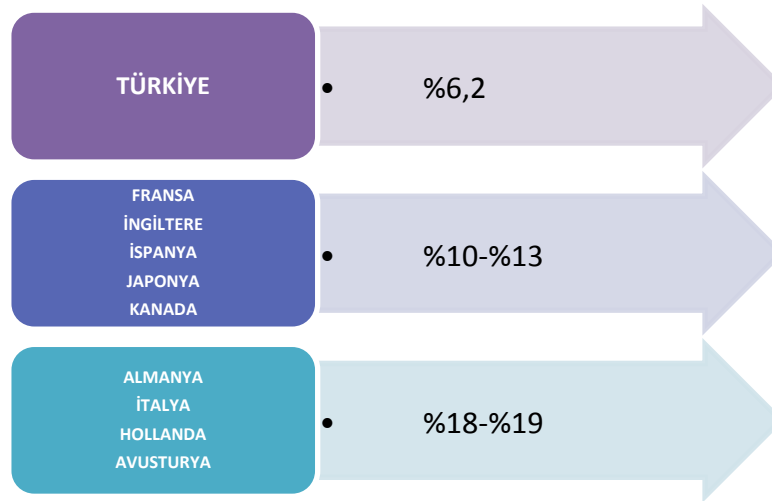 TÜRKİYE
• %6,2
FRANSA
İNGİLTERE
İSPANYA
JAPONYA
KANADA
• %10-%13
ALMANYA
İTALYA
HOLLANDA
AVUSTURYA
• %18-%19